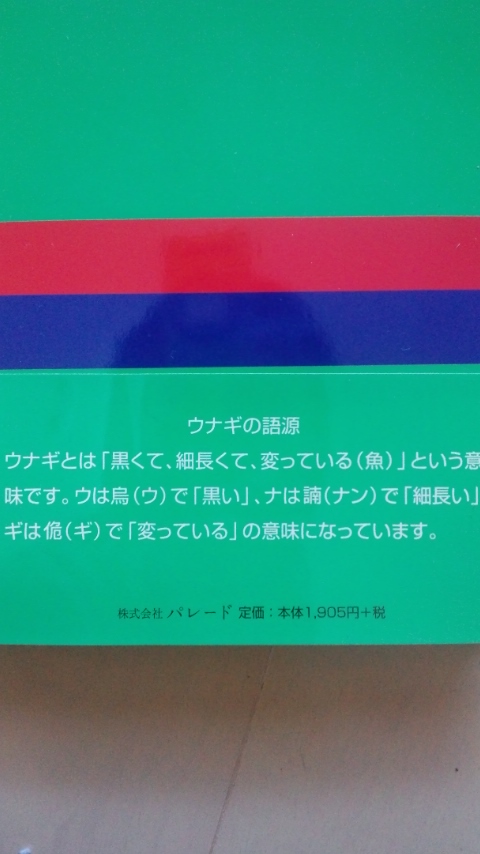 ウナギの語源
ウナギとは「黒くて、細長くて、変っている(魚)」という意
味です。ウは烏(ウ)で「黒い」、ナは諵(ナン)で「細長い」
ギは佹(ギ)で「変っている」の意味になっています。
株式会社 パレード 定価:本体1,905円+税